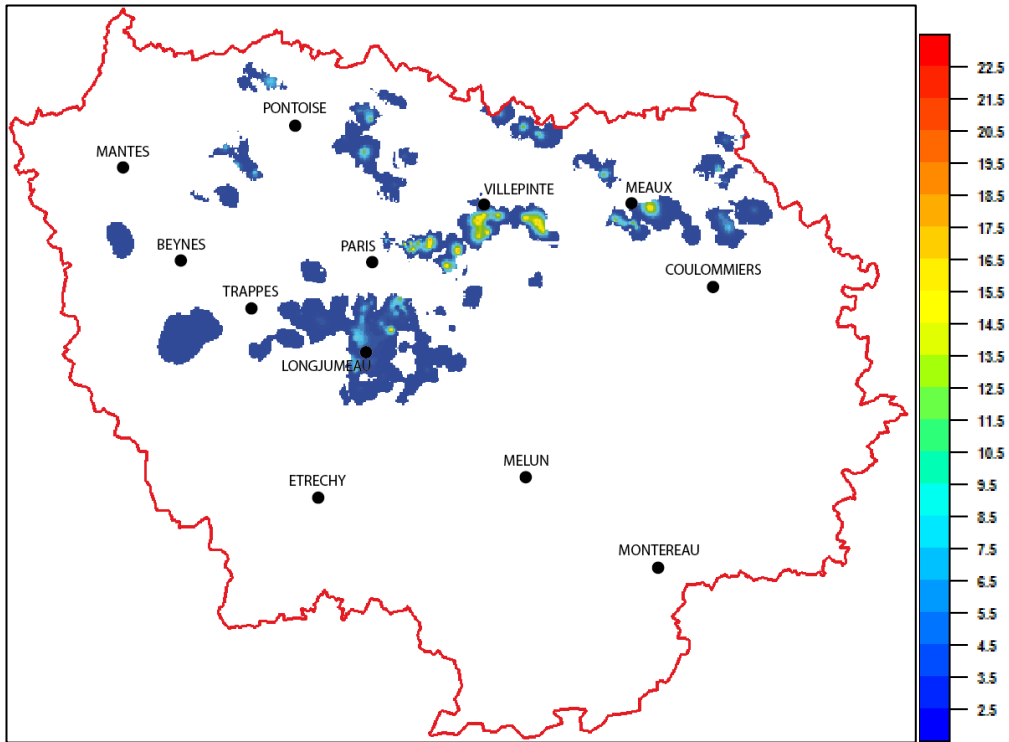 PONTOISE
MANTES
VILLEPINTE
MEAUX
BEYNES
PARIS
COULOMMIERS
TRAPPES
LONGJUMEAU
MELUN
ETRECHY
MONTEREAU
22.5
21.5
20.5
19.5
18.5
17.5
16.5
15.5
14.5
13.5
12.5
11.5
10.5
9.5
8.5
7.5
6.5
5.5
4.5
3.5
2.5